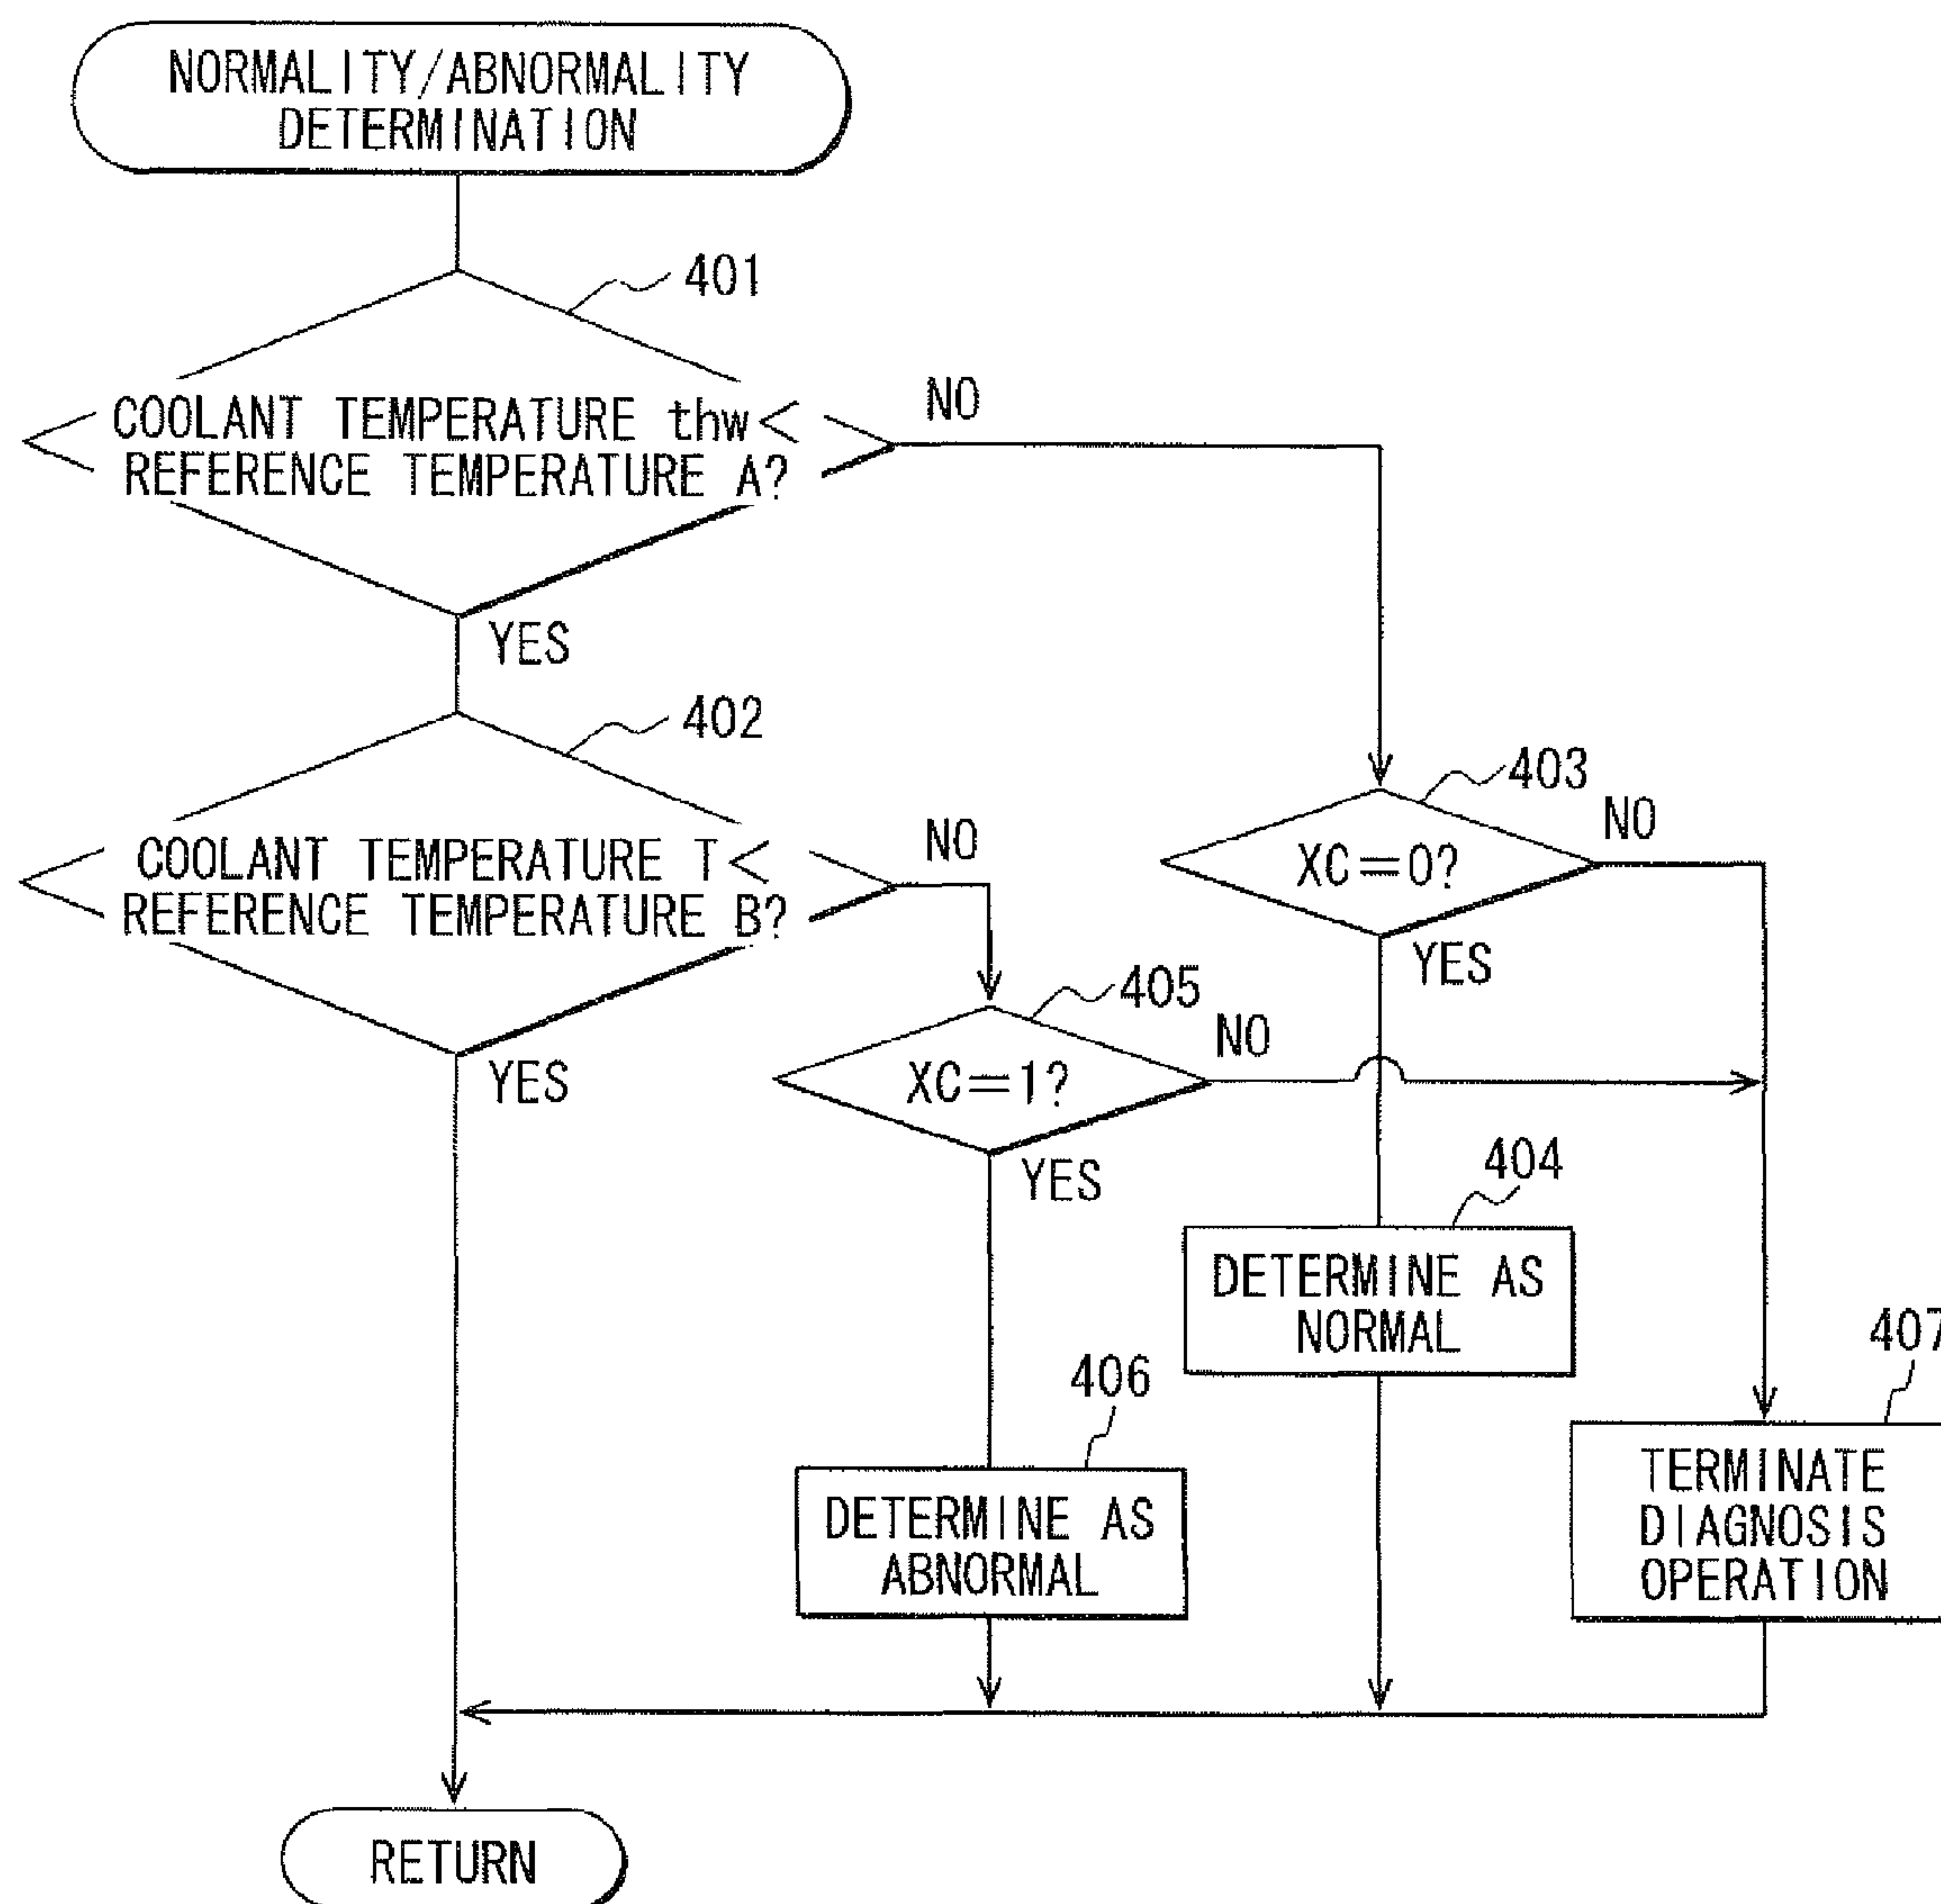 NORMALITY/ABNORMALITY
DETERMINATION
401
COOLANT TEMPERATURE thw<
REFERENCE TEMPERATURE A?
NO
YES
402
COOLANT TEMPERATURE T<
REFERENCE TEMPERATURE B?
NO
YES
403
XC=0?
NO
YES
405
XC=1?
NO
YES
404
DETERMINE AS
NORMAL
406
DETERMINE AS
ABNORMAL
407
TERMINATE
DIAGNOSIS
OPERATION
RETURN